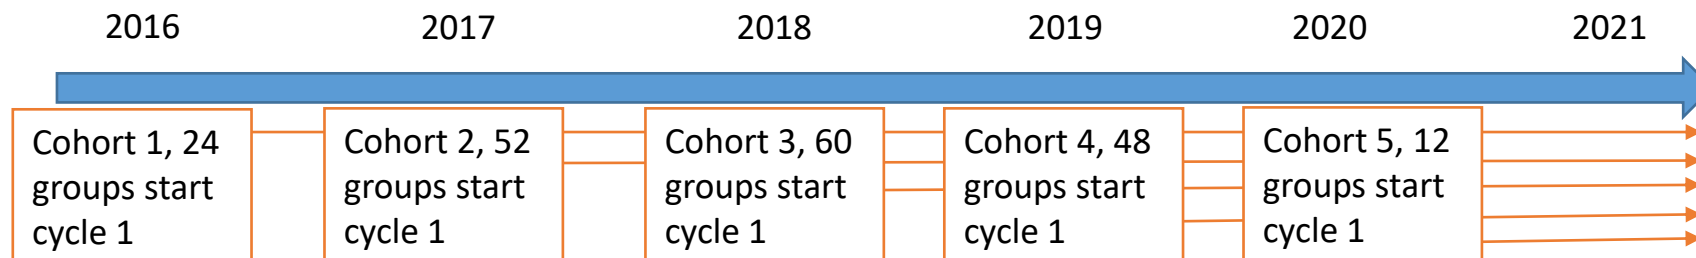 2016 2017 2018 2019 2020 2021
Cohort 1, 24
groups start
cycle 1
Cohort 2, 52
groups start
cycle 1
Cohort 3, 60
groups start
cycle 1
Cohort 4, 48
groups start
cycle 1
Cohort 5, 12
groups start
cycle 1